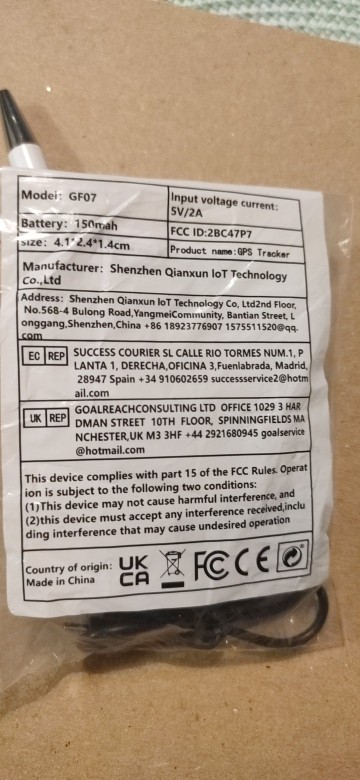 Model: GF07
Input voltage current:
5V/2A
Battery: 150mah
FCC ID:2BC47P7
size: 4.1*2.4*1.4cm
Product name:GPS Tracker
Manufacturer: Shenzhen Qianxun IoT Technology
Co.,Ltd
Address: Shenzhen Qianxun IoT Technology Co, Ltd2nd Floor,
No.568-4 Bulong Road,YangmeiCommunity, Bantian Street, L
onggang,Shenzhen,China +86 18923776907 1575511520@qq.
com
EC REP
SUCCESS COURIER SL CALLE RIO TORMES NUM.1, P
LANTA 1, DERECHA,OFICINA 3,Fuenlabrada, Madrid,
28947 Spain +34 910602659 successservice2@hotm
ail.com
UK REP
GOALREACHCONSULTING LTD OFFICE 1029 3 HAR
DMAN STREET 10TH FLOOR, SPINNINGFIELDS MA
NCHESTER,UK M3 3HF +44 2921680945 goalservice
@hotmail.com
This device complies with part 15 of the FCC Rules. Operat
ion is subject to the following two conditions:
(1)This device may not cause harmful interference, and
(2)this device must accept any interference received,inclu
ding interference that may cause undesired operation
Country of origin:
Made in China
UK
CA
FC CE